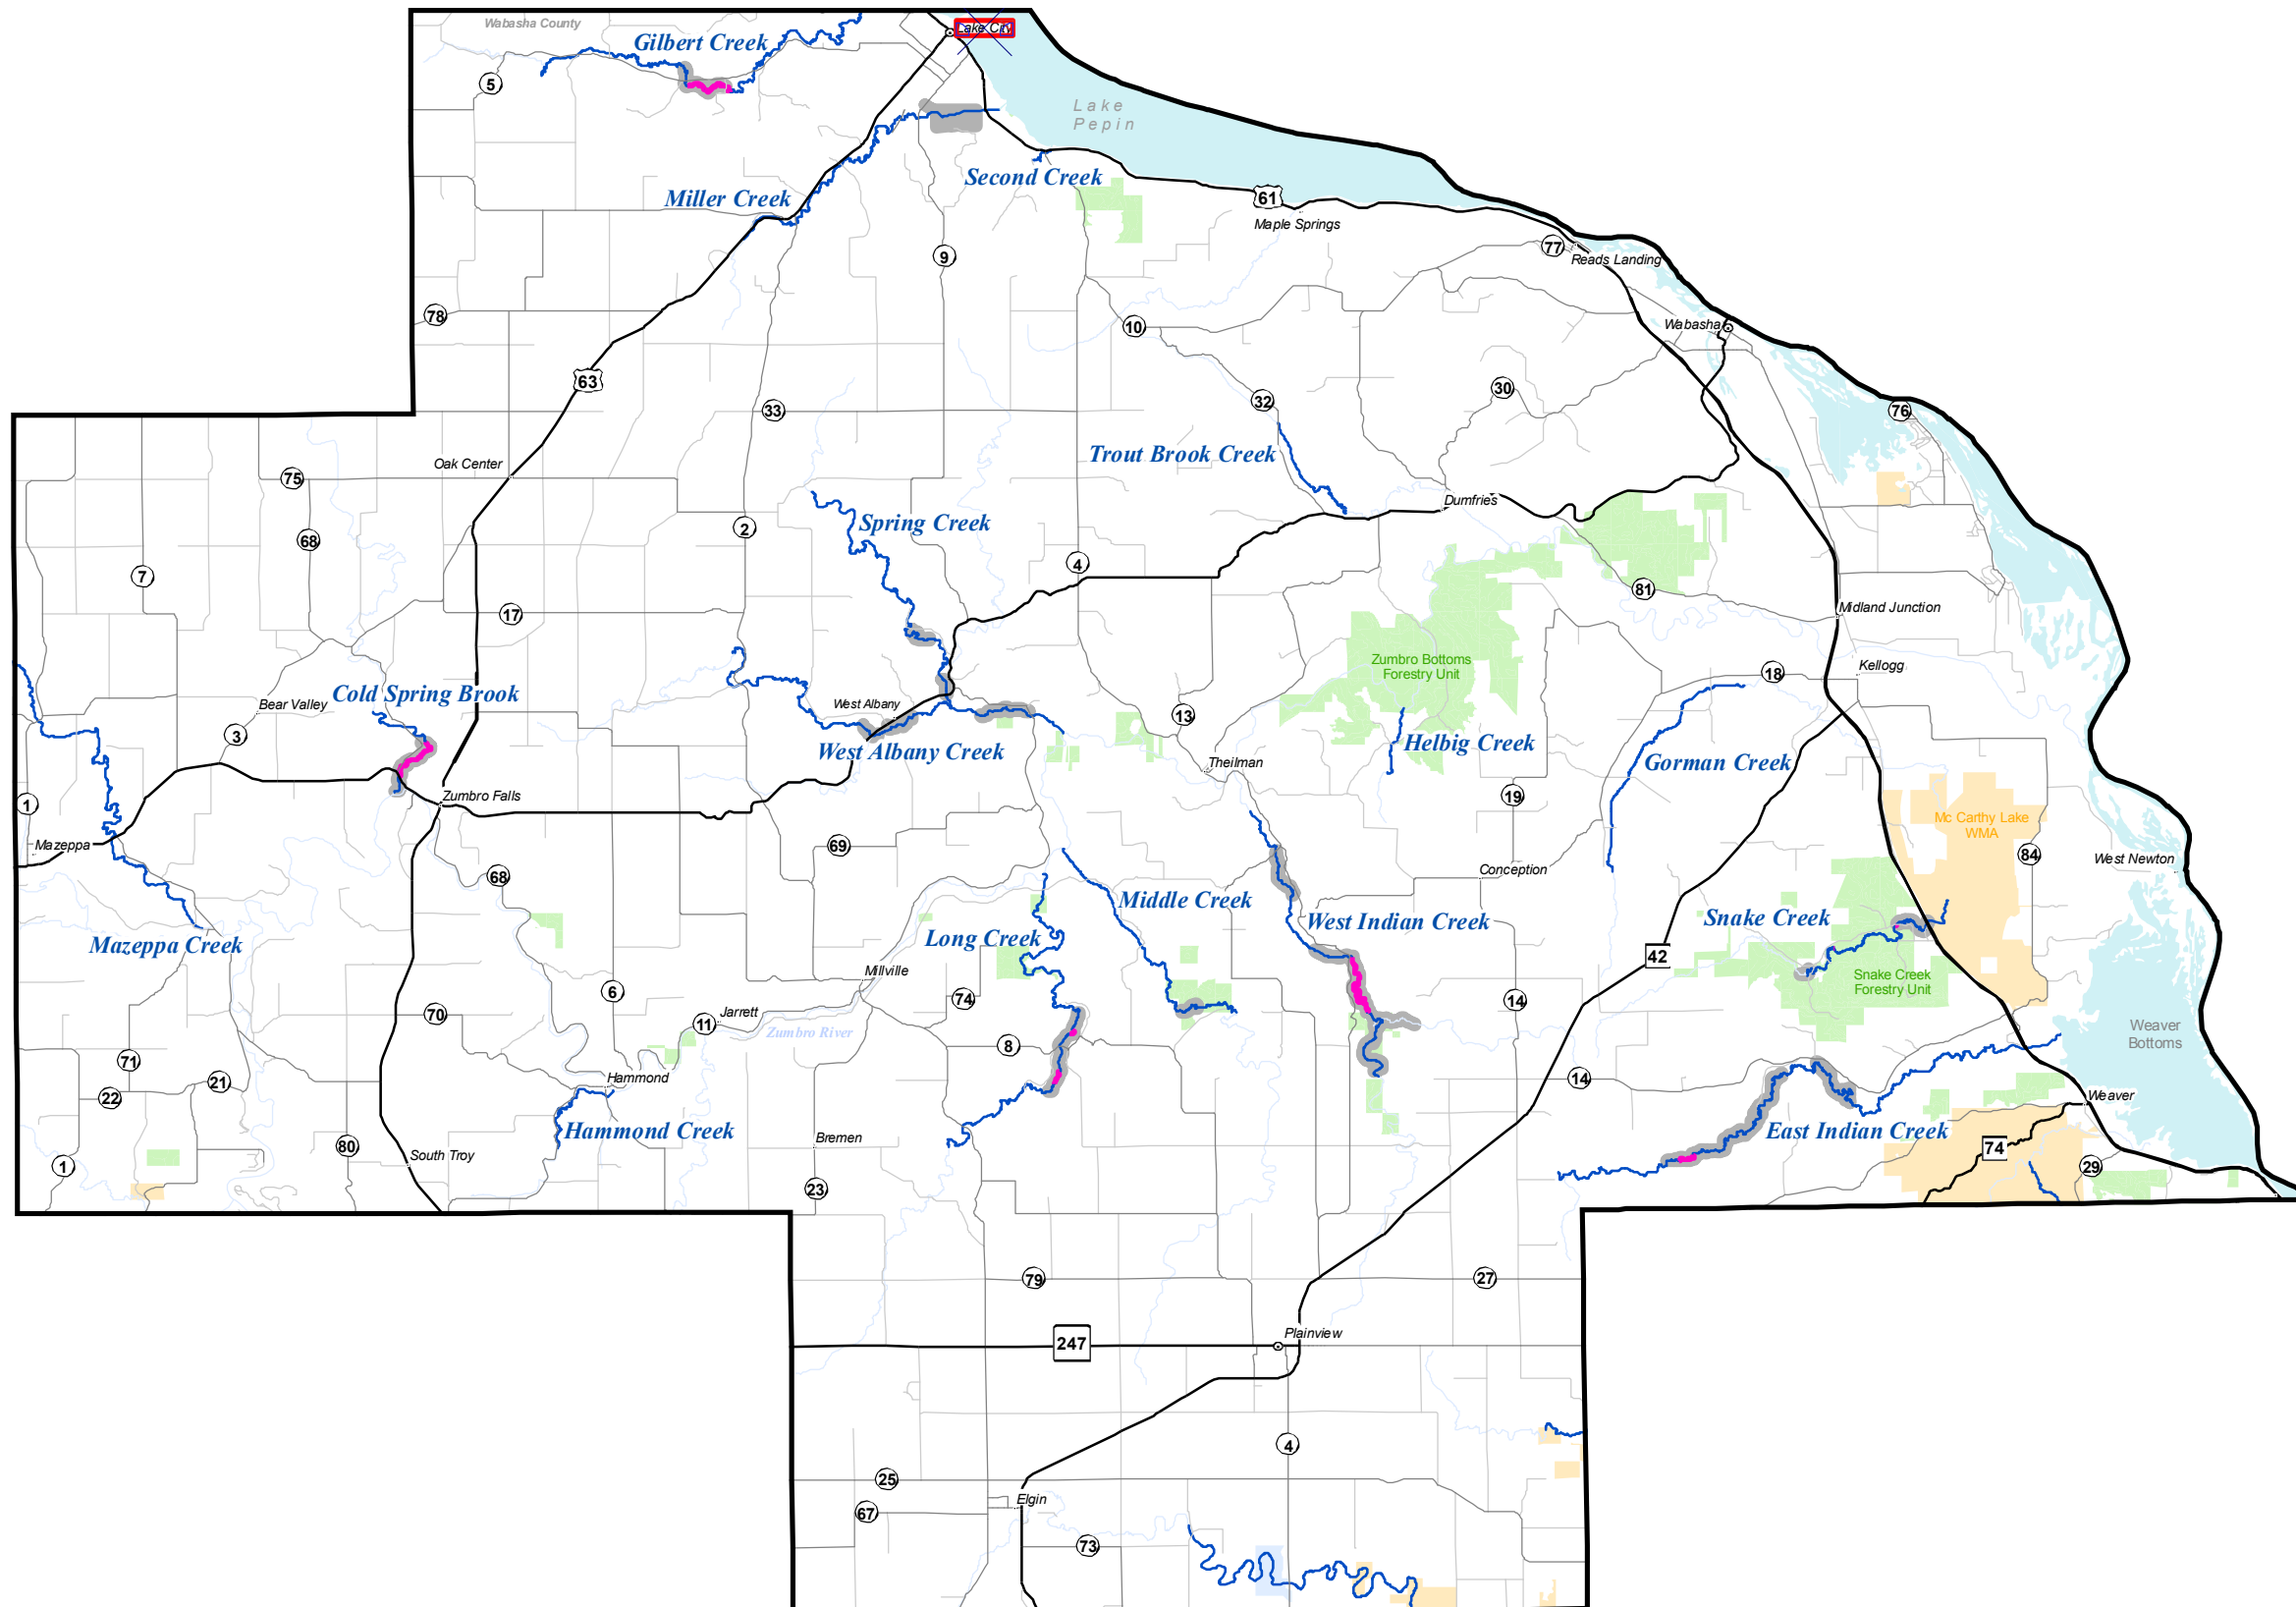 Wabasha County
Lake City
Gilbert Creek
5
Lake
Pepin
Second Creek
Miller Creek
61
Maple Springs
77
Reads Landing
9
78
10
Wabasha
63
33
32
30
76
Oak Center
Trout Brook Creek
75
Dumfries
2
Spring Creek
68
4
7
81
17
Midland Junction
Zumbro Bottoms
Forestry Unit
Kellogg
18
Cold Spring Brook
Bear Valley
West Albany
13
3
West Albany Creek
Helbig Creek
Theilman
Gorman Creek
Zumbro Falls
19
1
Mc Carthy Lake
WMA
Mazeppa
69
84
West Newton
68
Conception
Middle Creek
West Indian Creek
Snake Creek
Mazeppa Creek
Long Creek
42
Millville
Snake Creek
Forestry Unit
6
74
14
70
Jarrett
11
Zumbro River
Weaver
Bottoms
8
71
Hammond
21
14
22
Weaver
Hammond Creek
Bremen
East Indian Creek
80
South Troy
74
1
29
23
79
27
247
Plainview
4
25
Elgin
67
73